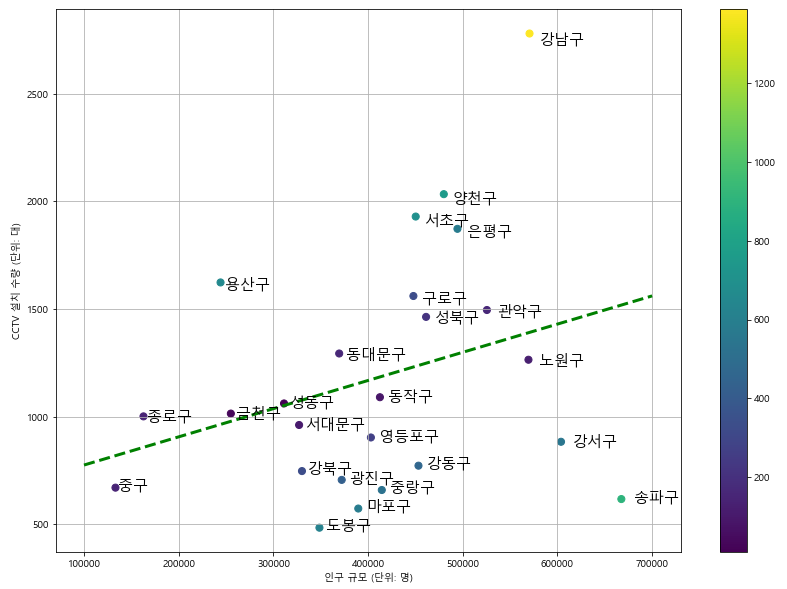 강남구
양천구
서초구
은평구
용산구
구로구
관악구
성북구
동대문구
노원구
성동구
동작구
종로구
금천구
서대문구
영등포구
강서구
강북구
강동구
광진구
중구
중랑구
송파구
마포구
도봉구
2500
2000
1500
1000
500
CCTV 설치 수량 (단위: 대)
100000 200000 300000 400000 500000 600000 700000
인구 규모 (단위: 명)
1200
1000
800
600
400
200